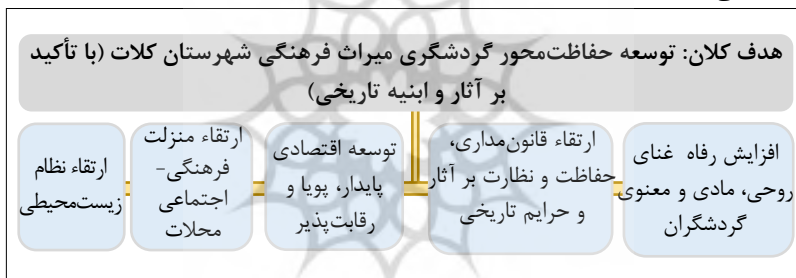 هدف کلان: توسعه حفاظت‌محور گردشگری میراث فرهنگی شهرستان کلات (با تأکید
بر آثار و ابنیه تاریخی)
افزایش رفاه غنای
روحی، مادی و معنوی
گردشگران
ارتقاء قانون‌مداری،
حفاظت و نظارت بر آثار
و حرایم تاریخی
توسعه اقتصادی
پایدار، پویا و
رقابت‌پذیر
ارتقاء منزلت
فرهنگی-
اجتماعی
محلات
ارتقاء نظام
زیست‌محیطی